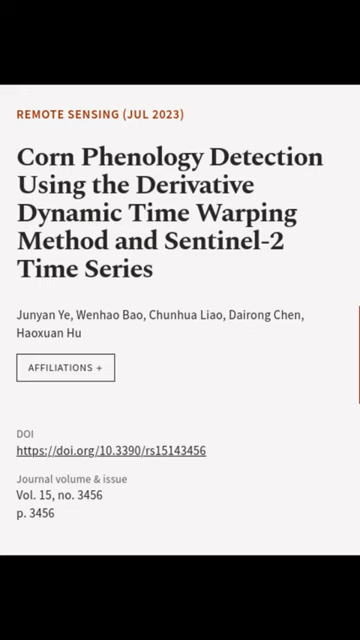 REMOTE SENSING (JUL 2023)
Corn Phenology Detection
Using the Derivative
Dynamic Time Warping
Method and Sentinel-2
Time Series
Junyan Ye, Wenhao Bao, Chunhua Liao, Dairong Chen,
Haoxuan Hu
AFFILIATIONS +
DOI
https://doi.org/10.3390/rs15143456
Journal volume & issue
Vol. 15, no. 3456
p. 3456